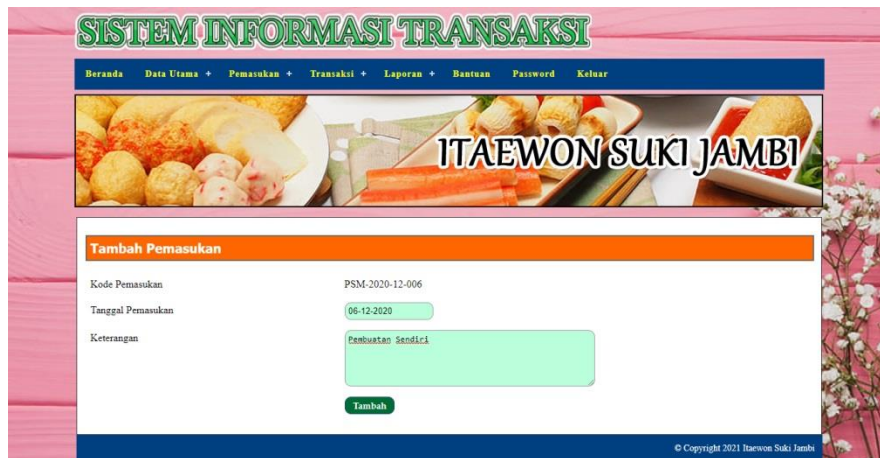 SISTEM INFORMASI TRANSAKSI
Beranda Data Utama + Pemasukan + Transaksi + Laporan + Bantuan Password Keluar
ITAEWON SUKI JAMBI
Tambah Pemasukan
Kode Pemasukan PSM-2020-12-006
Tanggal Pemasukan 06-12-2020
Keterangan Pembuatan Sendiri
Tambah
© Copyright 2021 Itaewon Suki Jambi